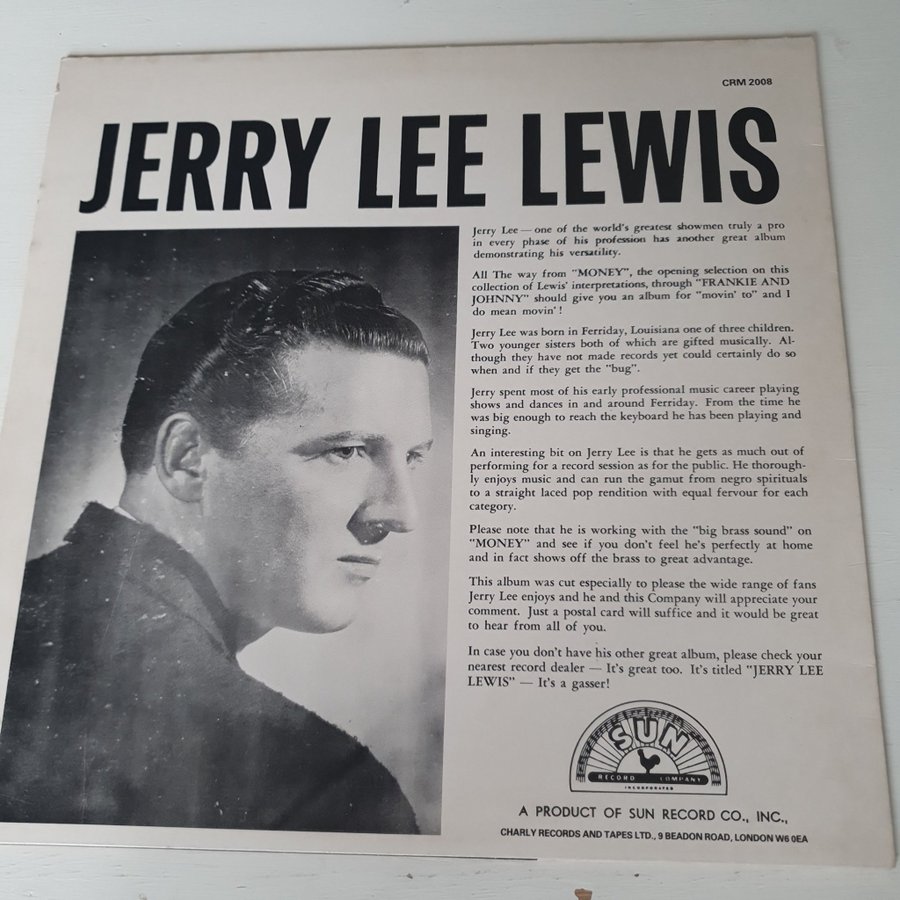 CRM 2008
JERRY LEE LEWIS
Jerry Lee — one of the world's greatest showmen truly a pro
in every phase of his profession has another great album
demonstrating his versatility.
All The way from "MONEY", the opening selection on this
collection of Lewis' interpretations, through "FRANKIE AND
JOHNNY" should give you an album for "movin' to" and I
do mean movin'!
Jerry Lee was born in Ferriday, Louisiana one of three children.
Two younger sisters both of which are gifted musically. Al-
though they have not made records yet could certainly do so
when and if they get the "bug".
Jerry spent most of his early professional music career playing
shows and dances in and around Ferriday. From the time he
was big enough to reach the keyboard he has been playing and
singing.
An interesting bit on Jerry Lee is that he gets as much out of
performing for a record session as for the public. He thorough-
ly enjoys music and can run the gamut from negro spirituals
to a straight laced pop rendition with equal fervour for each
category.
Please note that he is working with the "big brass sound" on
"MONEY" and see if you don't feel he's perfectly at home
and in fact shows off the brass to great advantage.
This album was cut especially to please the wide range of fans
Jerry Lee enjoys and he and this Company will appreciate your
comment. Just a postal card will suffice and it would be great
to hear from all of you.
In case you don't have his other great album, please check your
nearest record dealer — It's great too. It's titled "JERRY LEE
LEWIS" — It's a gasser!
SUN
RECORD COMPANY
INCORPORATED
A PRODUCT OF SUN RECORD CO., INC.,
CHARLY RECORDS AND TAPES LTD., 9 BEADON ROAD, LONDON W6 0EA